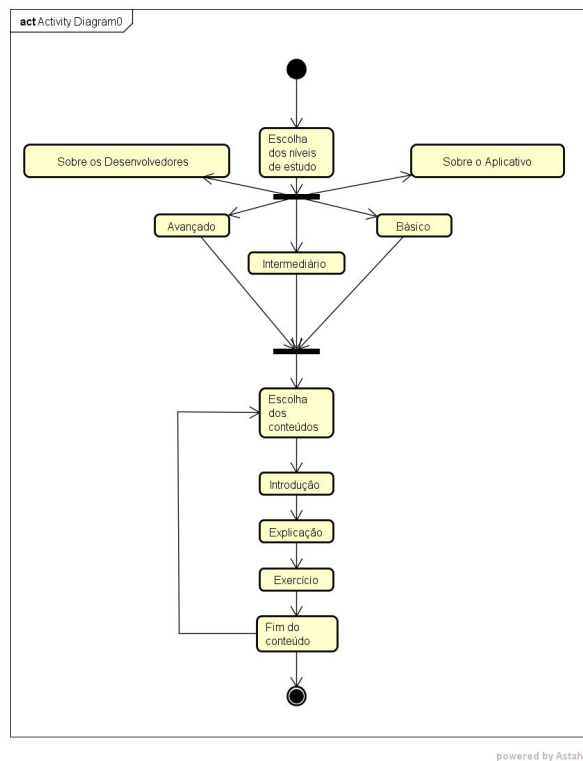 act Activity Diagram0
Escolha
dos níveis
de estudo
Sobre os Desenvolvedores
Sobre o Aplicativo
Avançado
Básico
Intermediário
Escolha
dos
conteúdos
Introdução
Explicação
Exercício
Fim do
conteúdo
powered by Astah